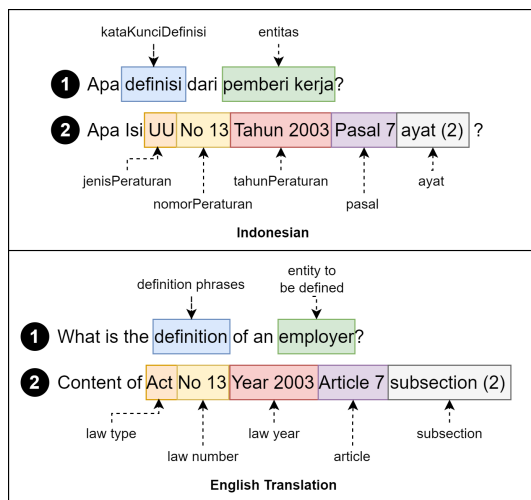 kataKunciDefinisi entitas
1 Apa definisi dari pemberi kerja?
2 Apa Isi UU No 13 Tahun 2003 Pasal 7 ayat (2) ?
jenisPeraturan tahunPeraturan ayat
nomorPeraturan pasal
Indonesian
entity to
definition phrases be defined
1 What is the definition of an employer?
2 Content of Act No 13 Year 2003 Article 7 subsection (2)
law type law year subsection
law number article
English Translation